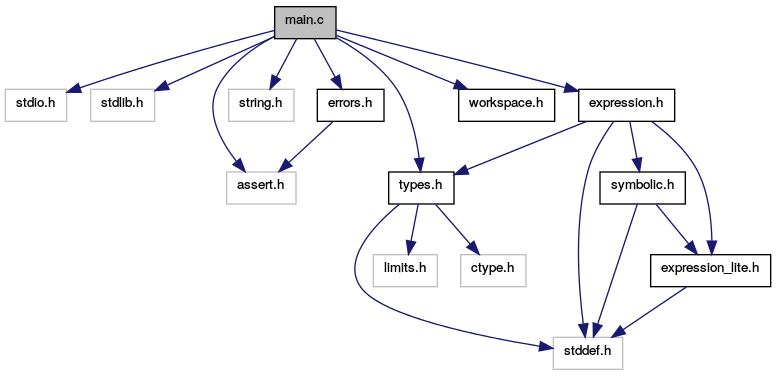 main.c
stdio.h
stdlib.h
string.h
errors.h
workspace.h
expression.h
assert.h
types.h
symbolic.h
limits.h
ctype.h
expression_lite.h
stddef.h